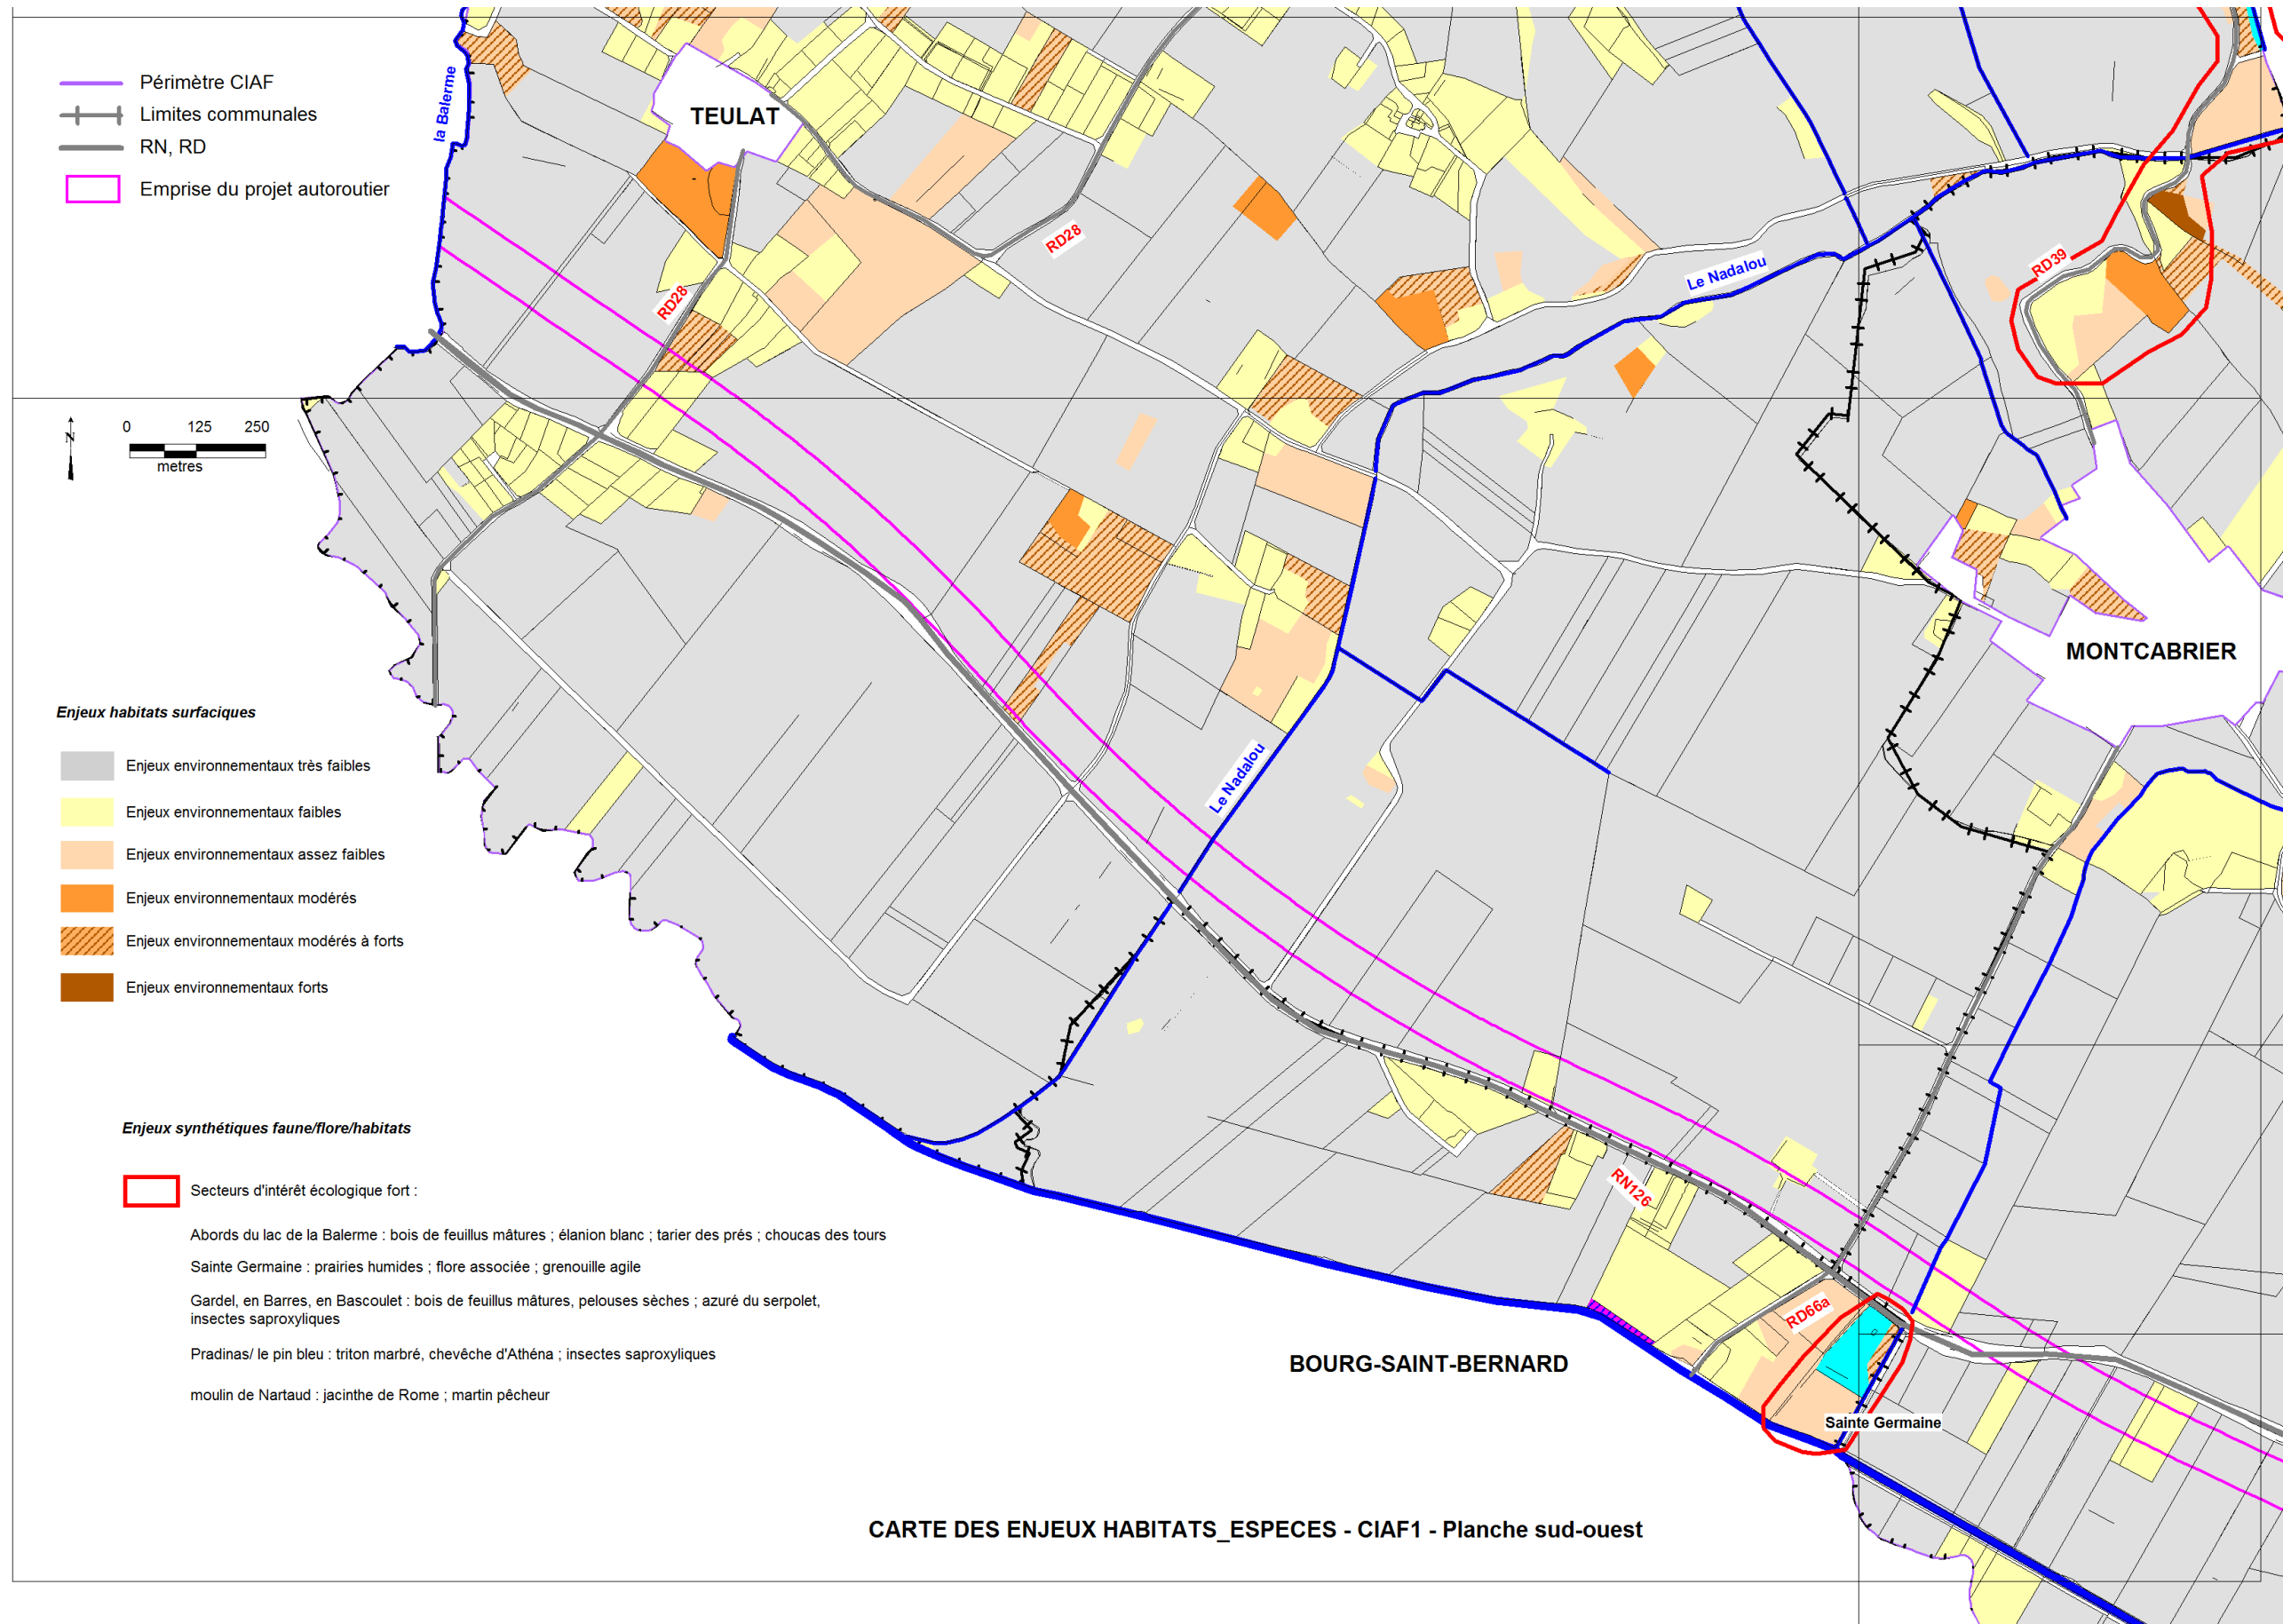 Périmètre CIAF
Limites communales
RN, RD
Emprise du projet autoroutier
la Balerme
TEULAT
RD28
RD28
Le Nadalou
RD39
N
0 125 250
metres
MONTCABRIER
Le Nadalou
Enjeux habitats surfaciques
Enjeux environnementaux très faibles
Enjeux environnementaux faibles
Enjeux environnementaux assez faibles
Enjeux environnementaux modérés
Enjeux environnementaux modérés à forts
Enjeux environnementaux forts
Enjeux synthétiques faune/flore/habitats
Secteurs d'intérêt écologique fort :
Abords du lac de la Balerme : bois de feuillus mâtures ; élanion blanc ; tarier des prés ; choucas des tours
Sainte Germaine : prairies humides ; flore associée ; grenouille agile
Gardel, en Barres, en Bascoulet : bois de feuillus mâtures, pelouses sèches ; azuré du serpolet,
insectes saproxyliques
Pradinas/ le pin bleu : triton marbré, chevêche d'Athéna ; insectes saproxyliques
moulin de Nartaud : jacinthe de Rome ; martin pêcheur
RN126
RD66a
BOURG-SAINT-BERNARD
Sainte Germaine
CARTE DES ENJEUX HABITATS_ESPECES - CIAF1 - Planche sud-ouest